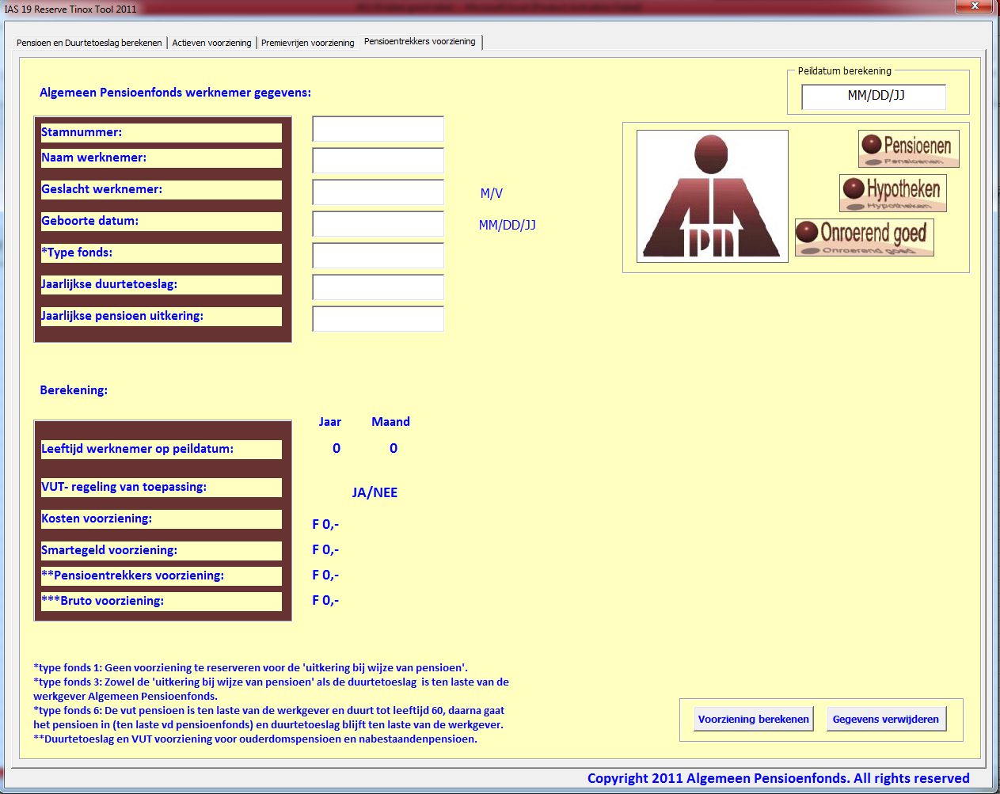 IAS 19 Reserve Tinox Tool 2011
Pensioen en Duurtetoeslag berekenen
Actieven voorziening
Premievrijen voorziening
Pensioentrekkers voorziening
Peildatum berekening
MM/DD/JJ
Algemeen Pensioenfonds werknemer gegevens:
Stamnummer:
Naam werknemer:
Geslacht werknemer:
M/V
Geboorte datum:
MM/DD/JJ
*Type fonds:
Jaarlijkse duurtetoeslag:
Jaarlijkse pensioen uitkering:
APNA
Pensioenen
Pensioenen
Hypotheken
Hypotheken
Onroerend goed
Onroerend goed
Berekening:
Jaar Maand
Leeftijd werknemer op peildatum: 0 0
VUT- regeling van toepassing: JA/NEE
Kosten voorziening: F 0,-
Smartegeld voorziening: F 0,-
**Pensioentrekkers voorziening: F 0,-
***Bruto voorziening: F 0,-
*type fonds 1: Geen voorziening te reserveren voor de 'uitkering bij wijze van pensioen'.
*type fonds 3: Zowel de 'uitkering bij wijze van pensioen' als de duurtetoeslag is ten laste van de
werkgever Algemeen Pensioenfonds.
*type fonds 6: De vut pensioen is ten laste van de werkgever en duurt tot leeftijd 60, daarna gaat
het pensioen in (ten laste vd pensioenfonds) en duurtetoeslag blijft ten laste van de werkgever.
**Duurtetoeslag en VUT voorziening voor ouderdomspensioen en nabestaandenpensioen.
Voorziening berekenen
Gegevens verwijderen
Copyright 2011 Algemeen Pensioenfonds. All rights reserved